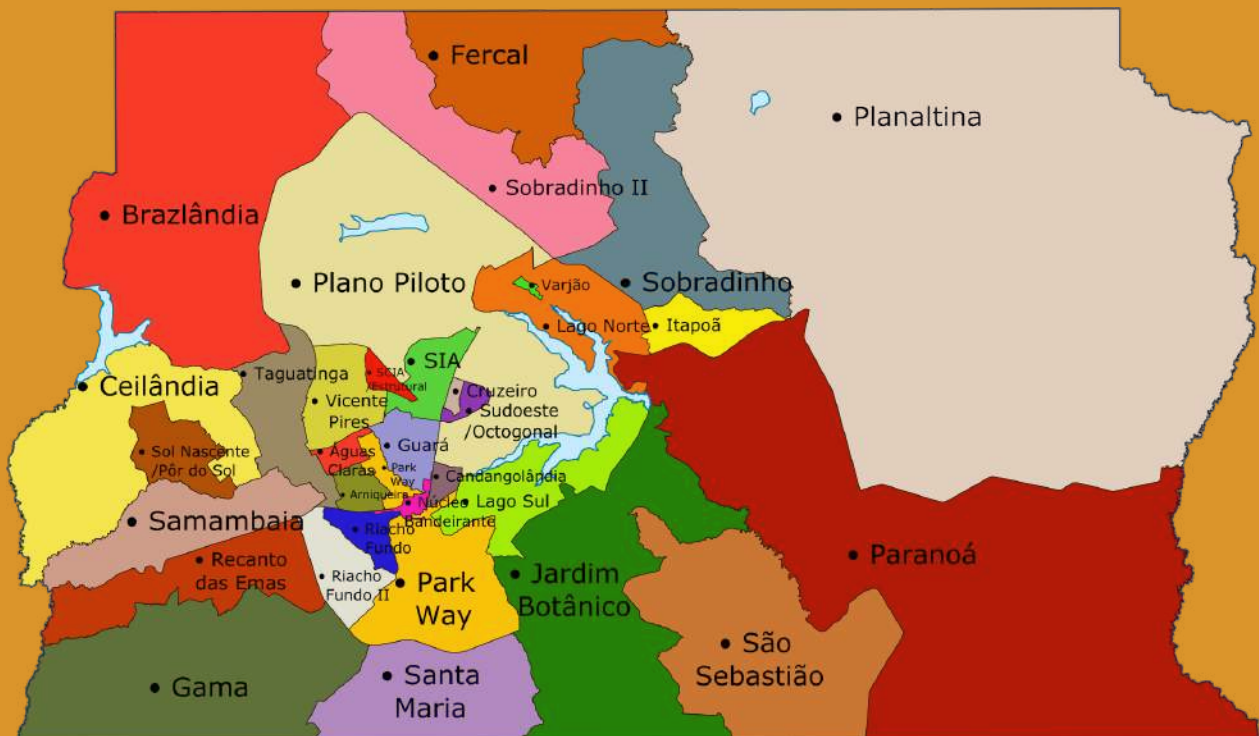 Fercal
Planaltina
Sobradinho II
Brazlândia
Plano Piloto
Sobradinho
Varjão
Lago Norte
Itapoã
SIA
Taguatinga
SCIA
/Estrutural
Ceilândia
Cruzeiro
Vicente
Pires
Sudoeste
/Octogonal
Guará
Sol Nascente
/Pôr do Sol
Águas
Claras
Park
Way
Candangolândia
Arniqueira
Núcleo
Bandeirante
Lago Sul
Samambaia
Riacho
Fundo
Recanto
das Emas
Riacho
Fundo II
Park
Way
Jardim
Botânico
Paranoá
São
Sebastião
Gama
Santa
Maria